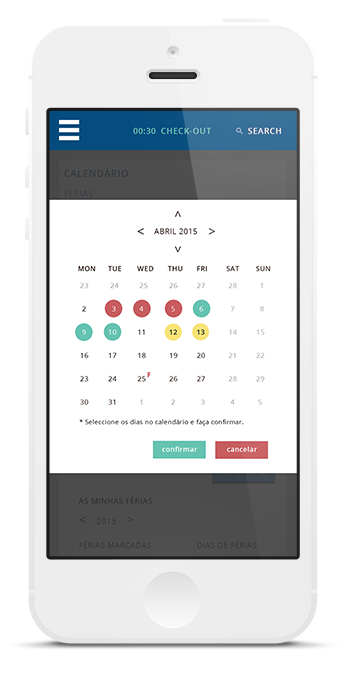 00:30 CHECK-OUT SEARCH
CALENDÁRIO
FÉRIAS
< ABRIL 2015 >
MON TUE WED THU FRI SAT SUN
23 24 25 26 27 28 1
2 3 4 5 6 7 8
9 10 11 12 13 14 15
16 17 18 19 20 21 22
23 24 25 F 26 27 28 29
30 31 1 2 3 4 5
* Seleccione os dias no calendário e faça confirmar.
confirmar cancelar
AS MINHAS FÉRIAS
< 2015 >
FÉRIAS MARCADAS DIAS DE FÉRIAS